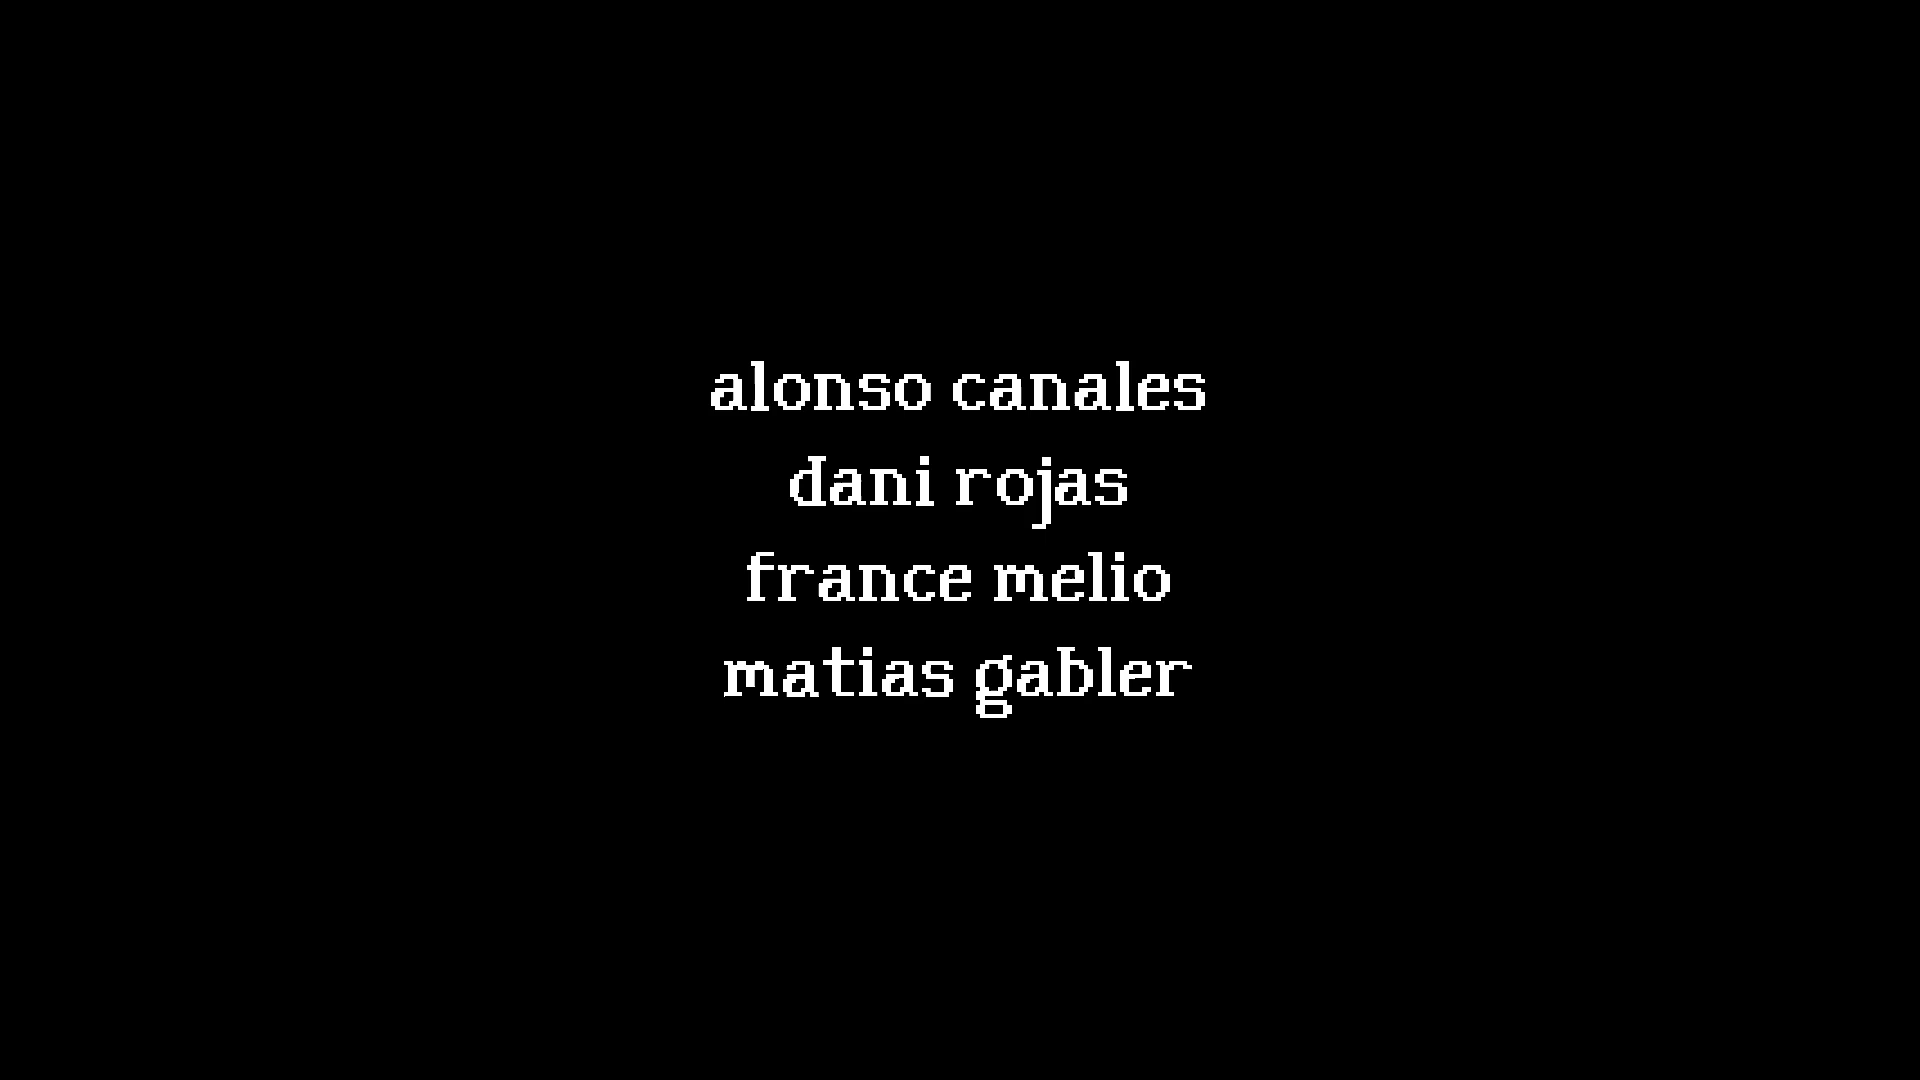 alonso canales
dani rojas
france melio
matias gabler